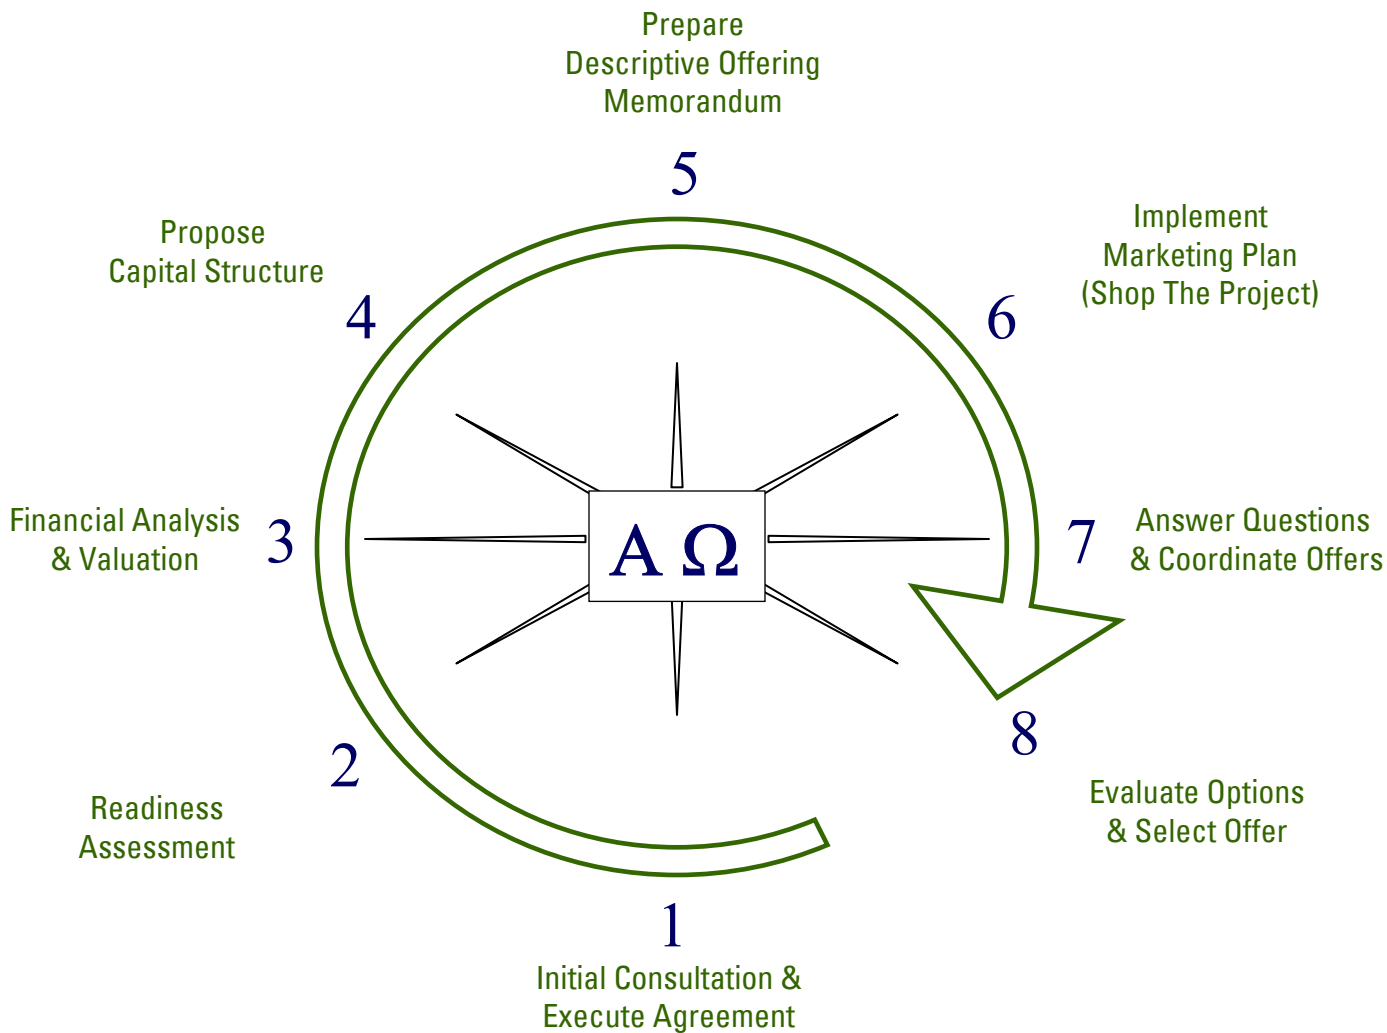 Prepare
Descriptive Offering
Memorandum
5
Propose
Capital Structure
4
Implement
Marketing Plan
(Shop The Project)
6
Financial Analysis
& Valuation
3
Α Ω
7
Answer Questions
& Coordinate Offers
2
Readiness
Assessment
8
Evaluate Options
& Select Offer
1
Initial Consultation &
Execute Agreement